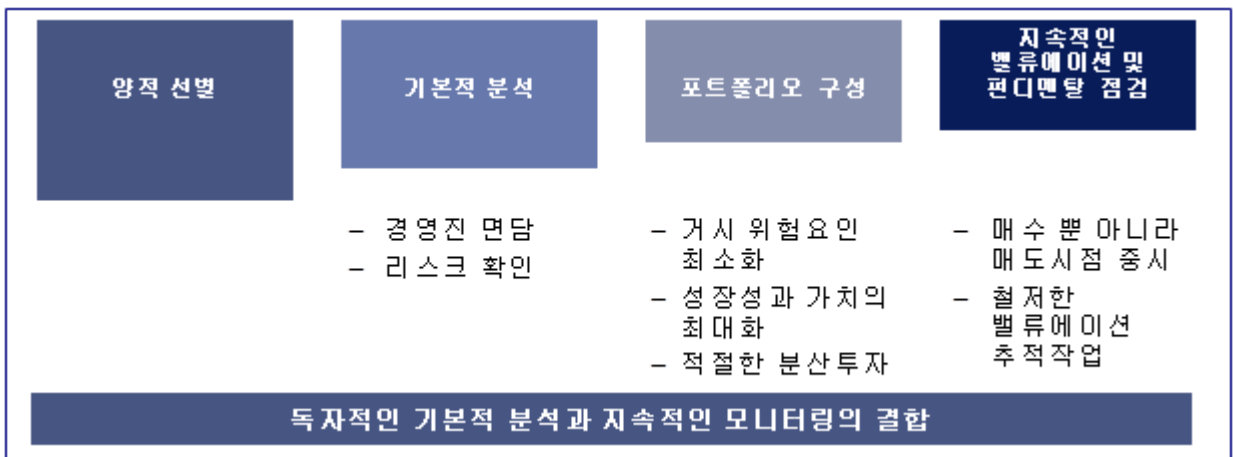 양적 선별
기본적 분석
포트폴리오 구성
지속적인
밸류에이션 및
펀디멘탈 점검
– 경영진 면담
– 리스크 확인
– 거시 위험요인
최소화
– 성장성과 가치의
최대화
– 적절한 분산투자
– 매수 뿐 아니라
매도시점 중시
– 철저한
밸류에이션
추적작업
독자적인 기본적 분석과 지속적인 모니터링의 결합